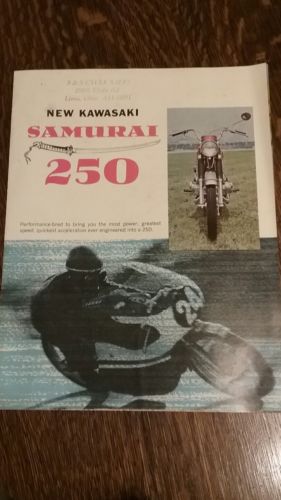 NEW KAWASAKI
SAMURAI
250
Performance-bred to bring you the most power, greatest
speed, quickest acceleration ever engineered into a 250.